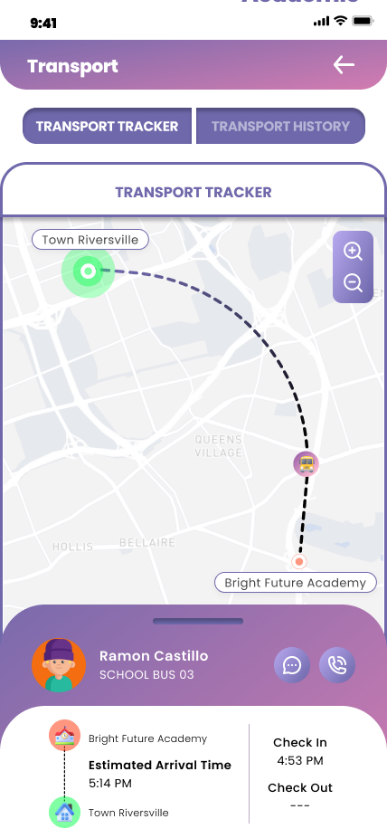 9:41
Transport
TRANSPORT TRACKER TRANSPORT HISTORY
TRANSPORT TRACKER
Town Riversville
QUEENS
VILLAGE
HOLLIS BELLAIRE
Bright Future Academy
Ramon Castillo
SCHOOL BUS 03
Bright Future Academy
Estimated Arrival Time
5:14 PM
Town Riversville
Check In
4:53 PM
Check Out
---